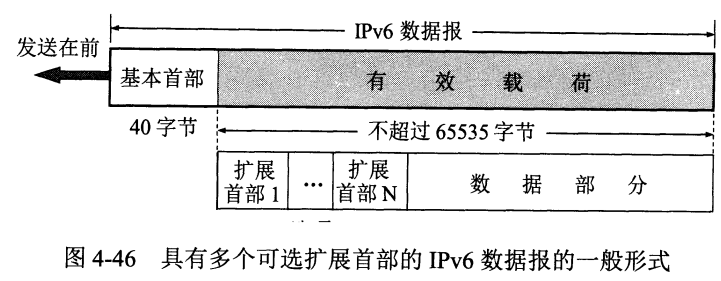 IPv6 数据报
发送在前
基本首部
有效载荷
40 字节
不超过 65535 字节
扩展
首部 1
...
扩展
首部 N
数据部分
图 4-46 具有多个可选扩展首部的 IPv6 数据报的一般形式